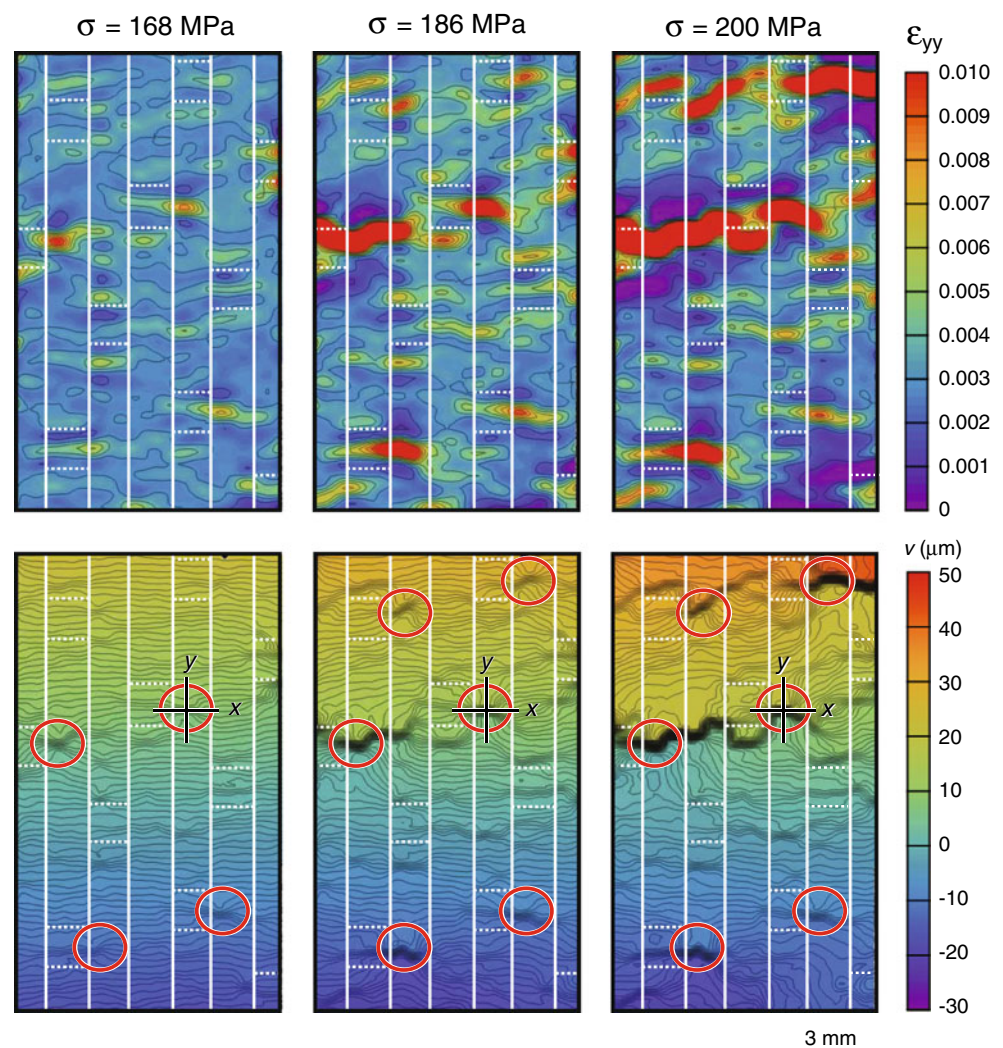 σ = 168 MPa
σ = 186 MPa
σ = 200 MPa
εyy
0.010
0.009
0.008
0.007
0.006
0.005
0.004
0.003
0.002
0.001
0
v (μm)
50
40
30
20
10
0
-10
-20
-30
y
x
y
x
y
x
3 mm